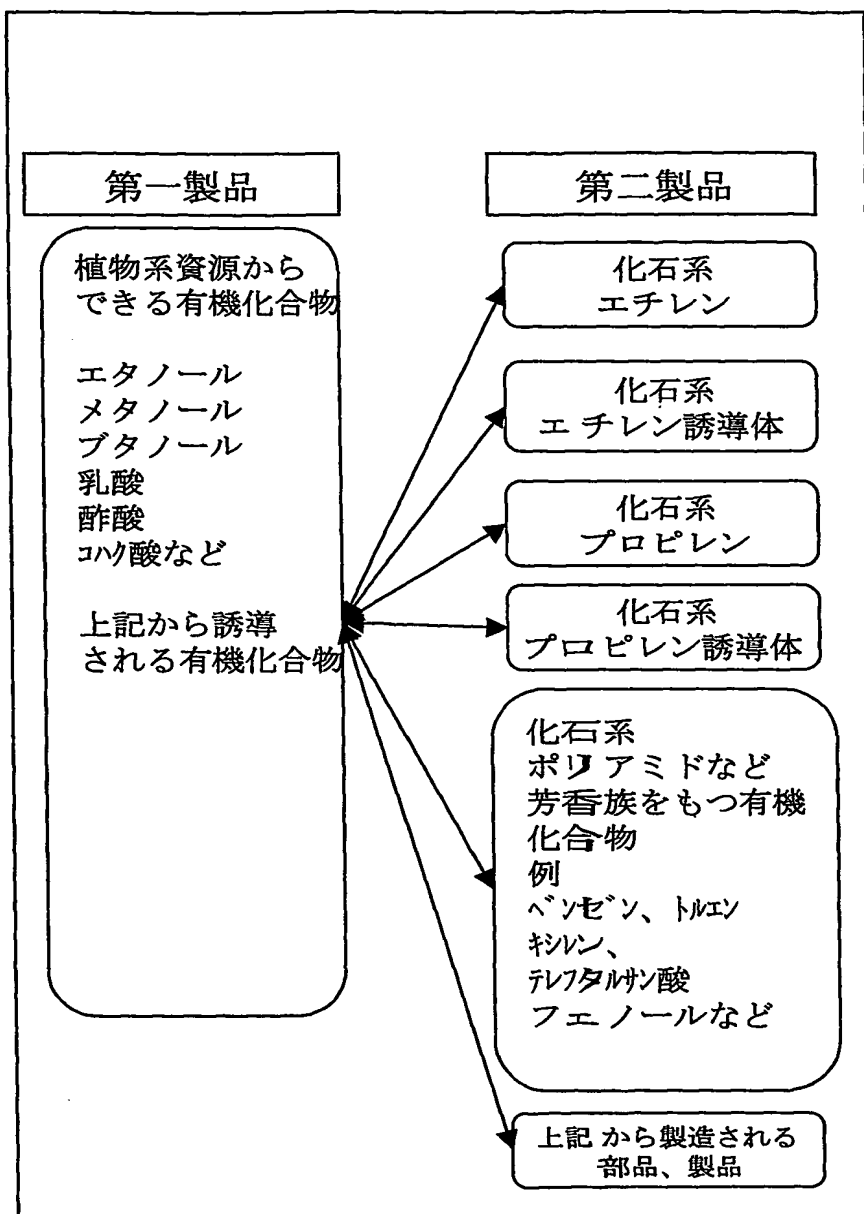 第一製品
植物系資源から
できる有機化合物
エタノール
メタノール
ブタノール
乳酸
酢酸
コハク酸など
上記から誘導
される有機化合物
第二製品
化石系
エチレン
化石系
エチレン誘導体
化石系
プロピレン
化石系
プロピレン誘導体
化石系
ポリアミドなど
芳香族をもつ有機
化合物
例
ベンゼン、トルエン
キシレン、
テレフタルサン酸
フェノールなど
上記から製造される
部品、製品